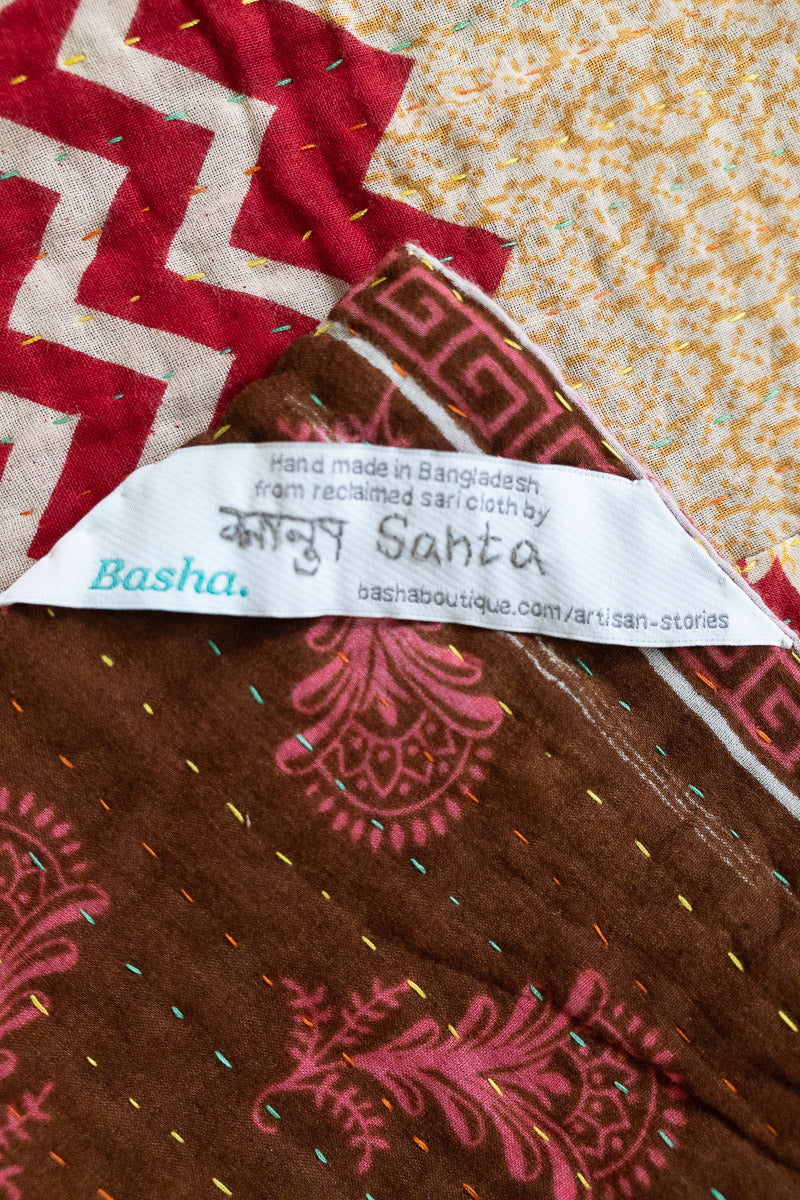 Hand made in Bangladesh
from reclaimed sari cloth by
Santa
Basha.
bashaboutique.com/artisan-stories